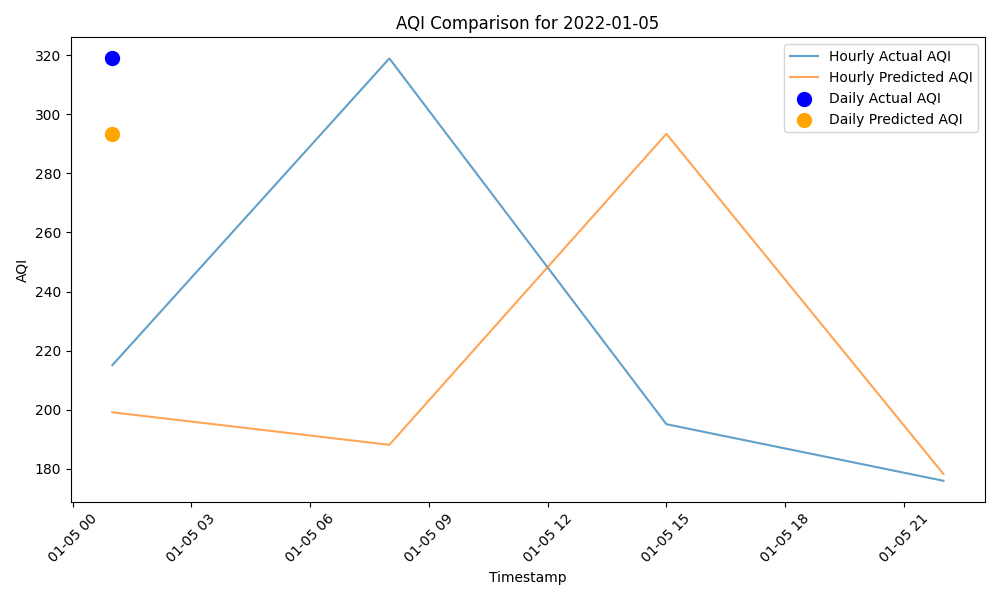 AQI Comparison for 2022-01-05
Hourly Actual AQI
Hourly Predicted AQI
Daily Actual AQI
Daily Predicted AQI
AQI
320
300
280
260
240
220
200
180
01-05 00
01-05 03
01-05 06
01-05 09
01-05 12
01-05 15
01-05 18
01-05 21
Timestamp